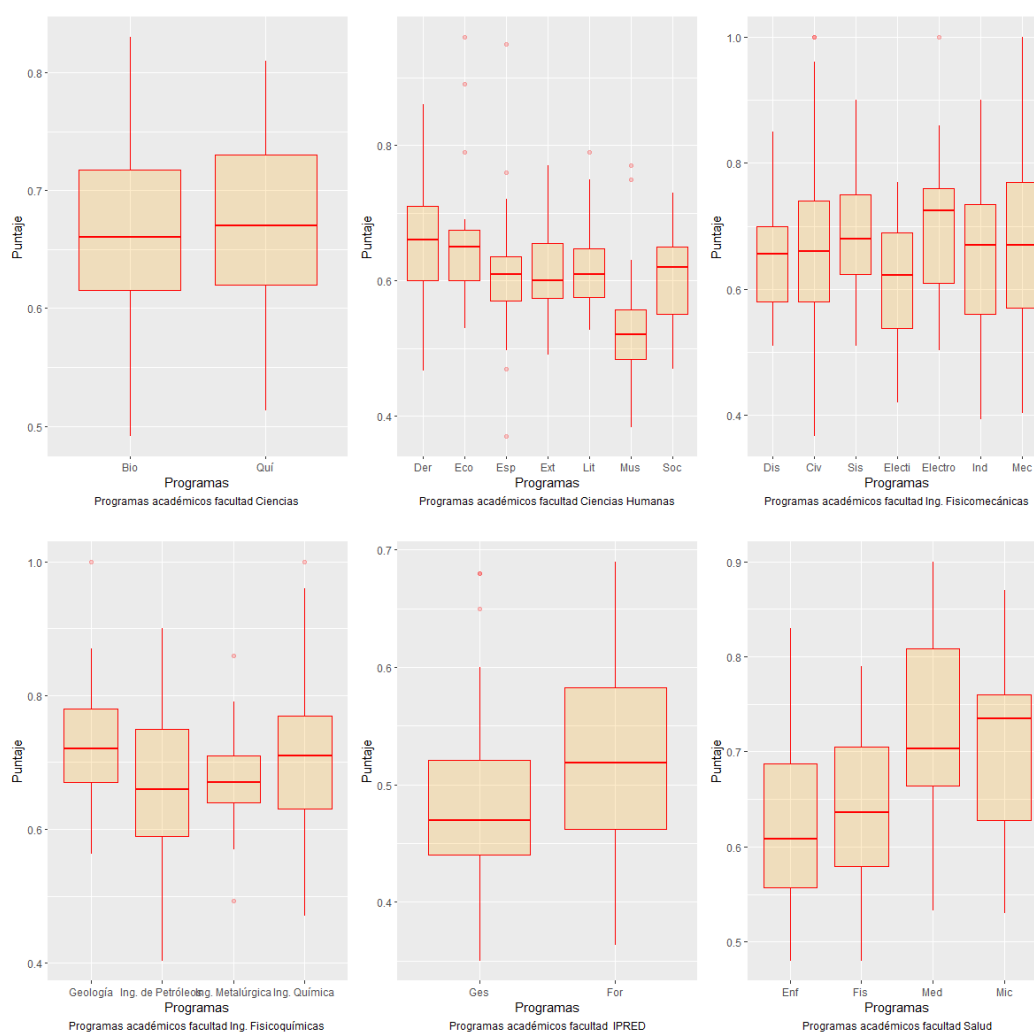 Puntaje
0.8
0.7
0.6
0.5
Bio Quí
Programas
Programas académicos facultad Ciencias
Puntaje
0.8
0.6
0.4
Der Eco Esp Ext Lit Mus Soc
Programas
Programas académicos facultad Ciencias Humanas
Puntaje
1.0
0.8
0.6
0.4
Dis Civ Sis Electi Electro Ind Mec
Programas
Programas académicos facultad Ing. Fisicomecánicas
Puntaje
1.0
0.8
0.6
0.4
Geología Ing. de Petróleos Ing. Metalúrgica Ing. Química
Programas
Programas académicos facultad Ing. Fisicoquímicas
Puntaje
0.7
0.6
0.5
0.4
Ges For
Programas
Programas académicos facultad IPRED
Puntaje
0.9
0.8
0.7
0.6
0.5
Enf Fis Med Mic
Programas
Programas académicos facultad Salud